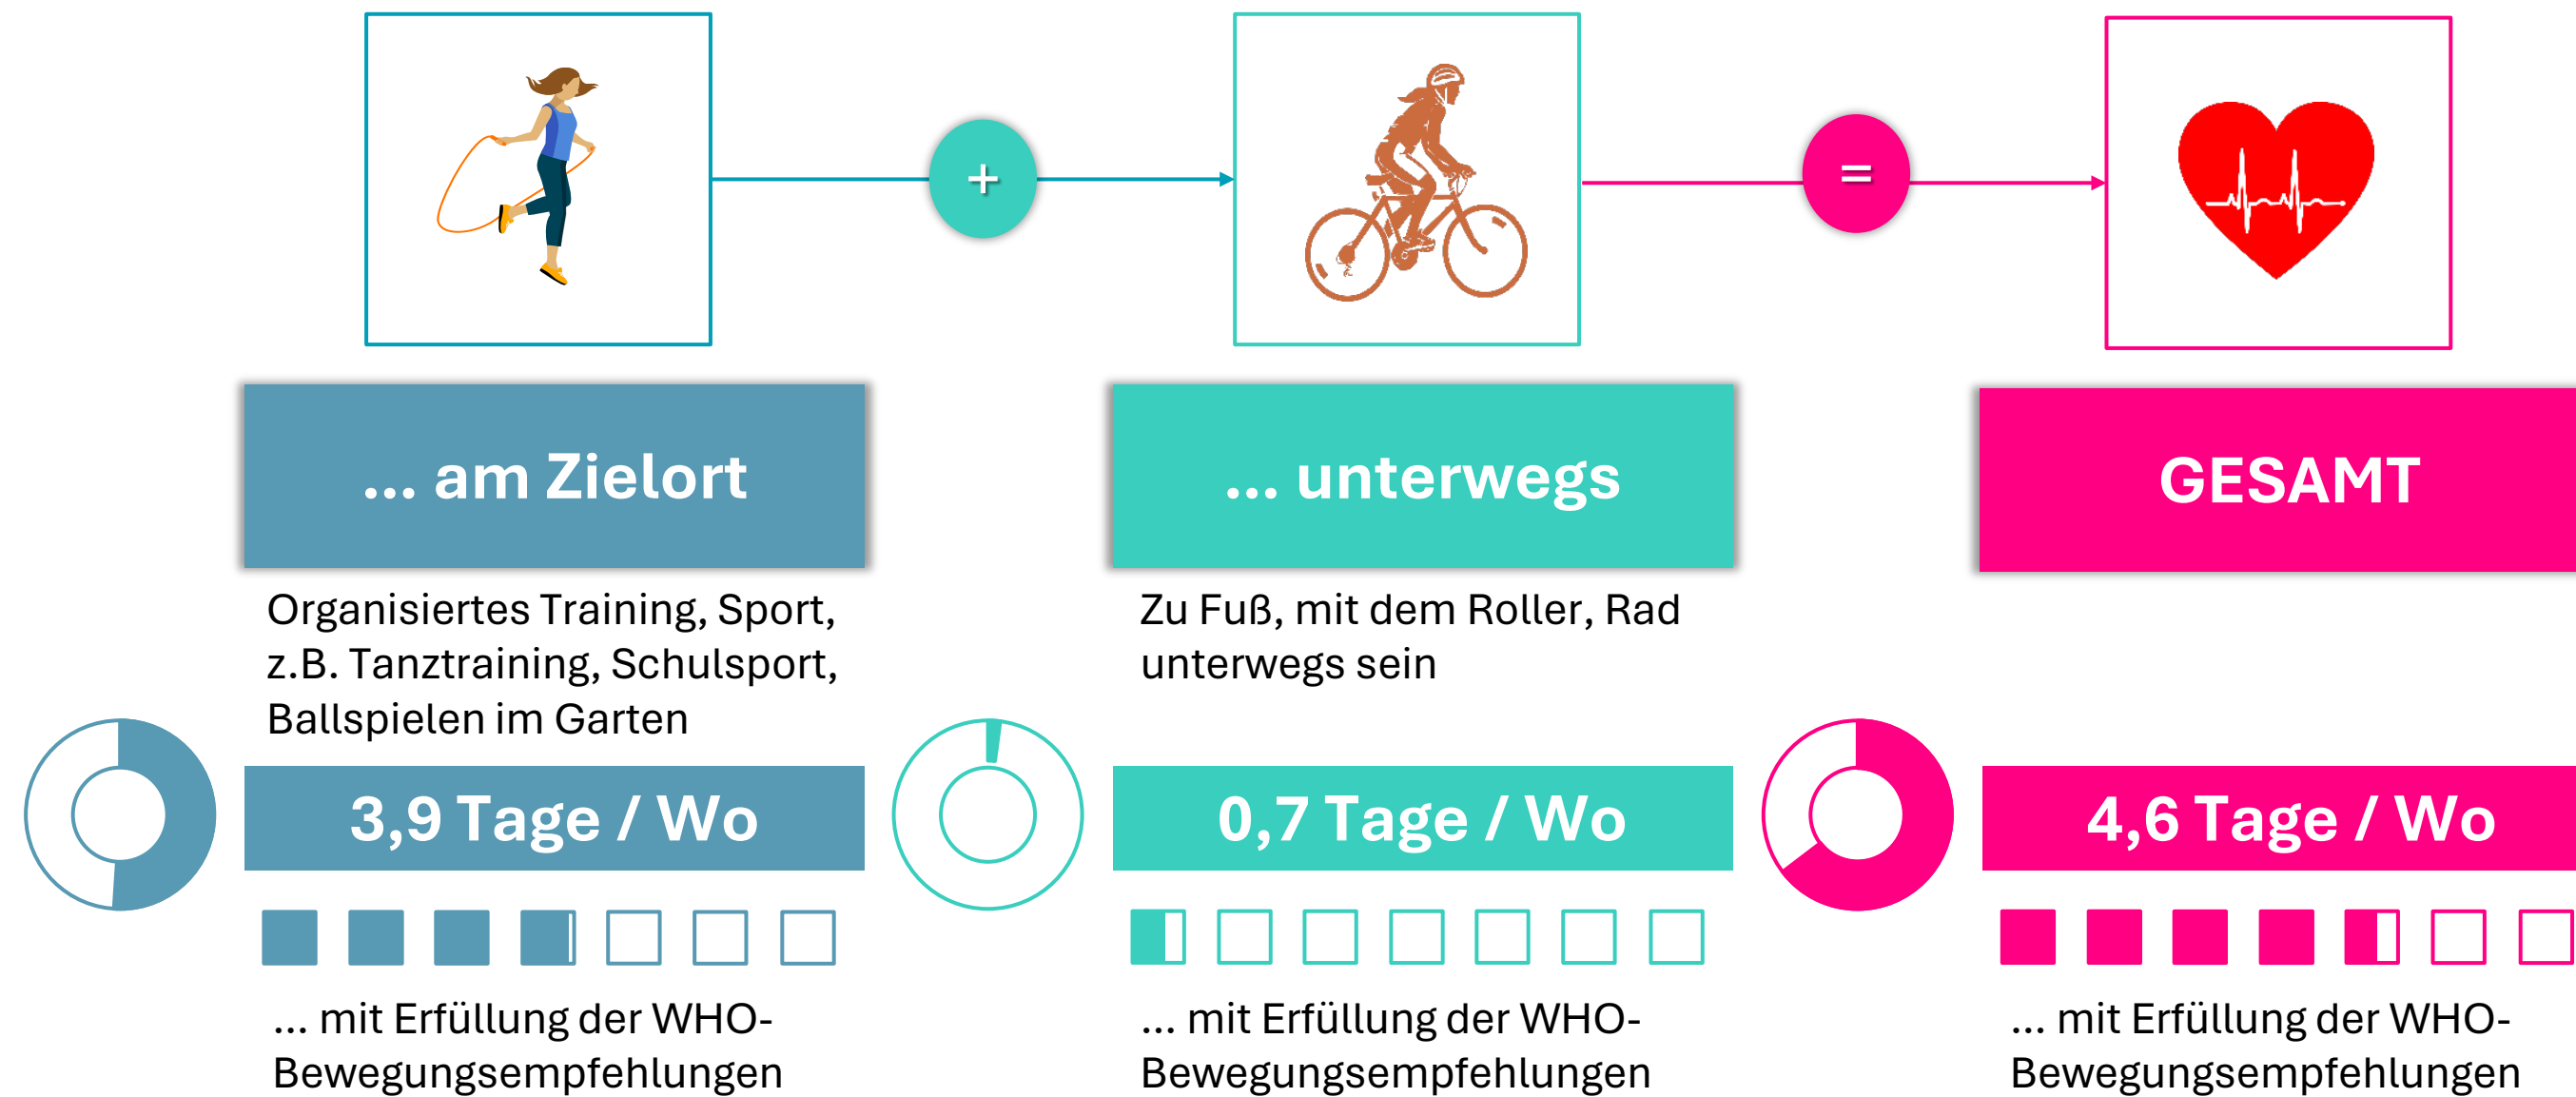 +
=
... am Zielort
Organisiertes Training, Sport,
z.B. Tanztraining, Schulsport,
Ballspielen im Garten
3,9 Tage / Wo
... mit Erfüllung der WHO-
Bewegungsempfehlungen
... unterwegs
Zu Fuß, mit dem Roller, Rad
unterwegs sein
0,7 Tage / Wo
... mit Erfüllung der WHO-
Bewegungsempfehlungen
GESAMT
4,6 Tage / Wo
... mit Erfüllung der WHO-
Bewegungsempfehlungen